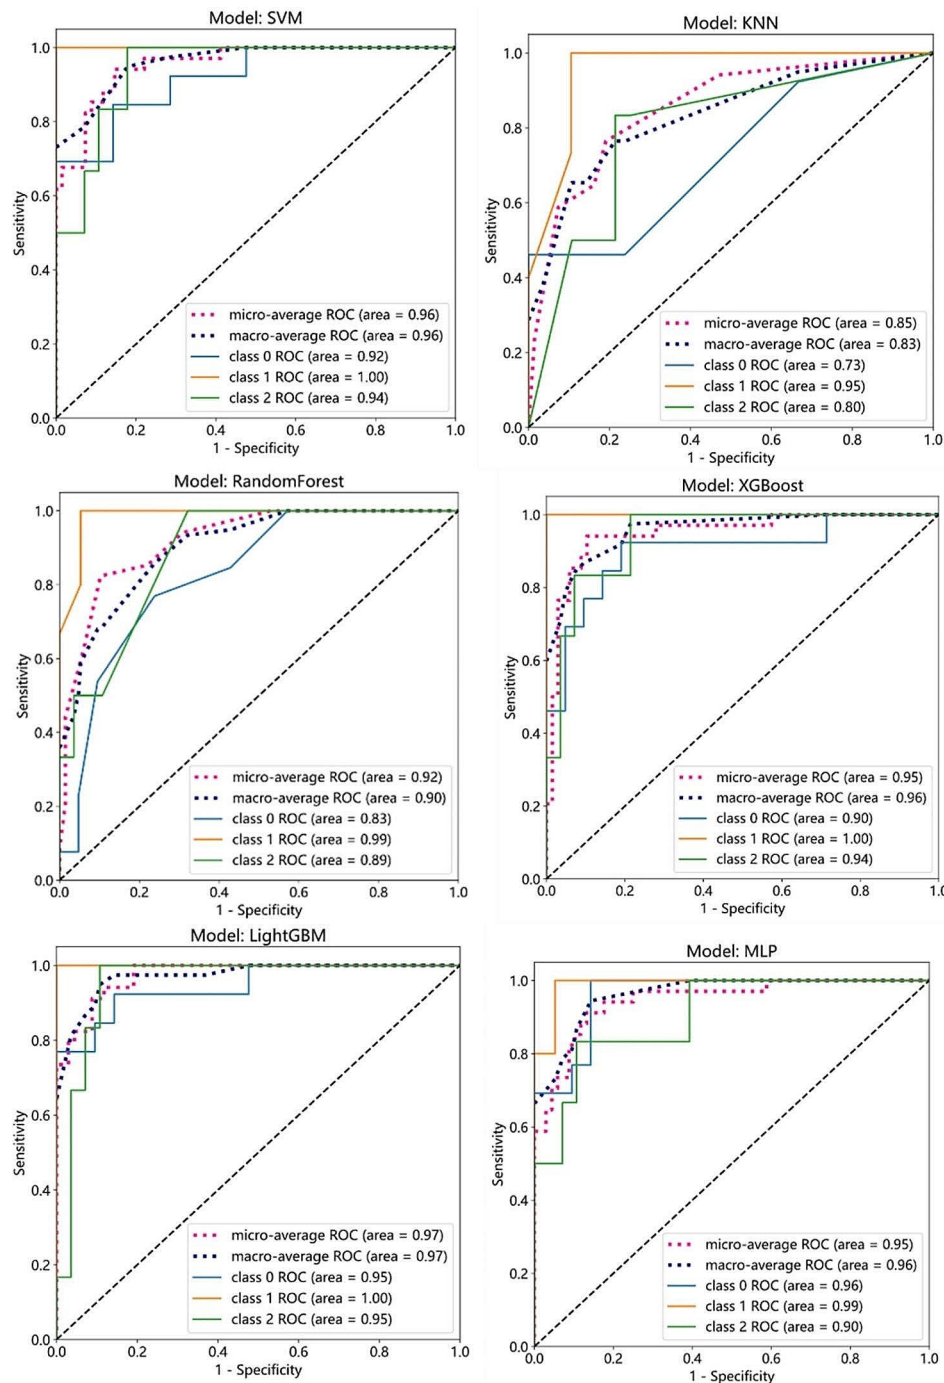 Model: SVM
1.0
0.8
0.6
0.4
0.2
0.0
Sensitivity
micro-average ROC (area = 0.96)
macro-average ROC (area = 0.96)
class 0 ROC (area = 0.92)
class 1 ROC (area = 1.00)
class 2 ROC (area = 0.94)
0.0 0.2 0.4 0.6 0.8 1.0
1 - Specificity
Model: KNN
1.0
0.8
0.6
0.4
0.2
0.0
Sensitivity
micro-average ROC (area = 0.85)
macro-average ROC (area = 0.83)
class 0 ROC (area = 0.73)
class 1 ROC (area = 0.95)
class 2 ROC (area = 0.80)
0.0 0.2 0.4 0.6 0.8 1.0
1 - Specificity
Model: RandomForest
1.0
0.8
0.6
0.4
0.2
0.0
Sensitivity
micro-average ROC (area = 0.92)
macro-average ROC (area = 0.90)
class 0 ROC (area = 0.83)
class 1 ROC (area = 0.99)
class 2 ROC (area = 0.89)
0.0 0.2 0.4 0.6 0.8 1.0
1 - Specificity
Model: XGBoost
1.0
0.8
0.6
0.4
0.2
0.0
Sensitivity
micro-average ROC (area = 0.95)
macro-average ROC (area = 0.96)
class 0 ROC (area = 0.90)
class 1 ROC (area = 1.00)
class 2 ROC (area = 0.94)
0.0 0.2 0.4 0.6 0.8 1.0
1 - Specificity
Model: LightGBM
1.0
0.8
0.6
0.4
0.2
0.0
Sensitivity
micro-average ROC (area = 0.97)
macro-average ROC (area = 0.97)
class 0 ROC (area = 0.95)
class 1 ROC (area = 1.00)
class 2 ROC (area = 0.95)
0.0 0.2 0.4 0.6 0.8 1.0
1 - Specificity
Model: MLP
1.0
0.8
0.6
0.4
0.2
0.0
Sensitivity
micro-average ROC (area = 0.95)
macro-average ROC (area = 0.96)
class 0 ROC (area = 0.96)
class 1 ROC (area = 0.99)
class 2 ROC (area = 0.90)
0.0 0.2 0.4 0.6 0.8 1.0
1 - Specificity